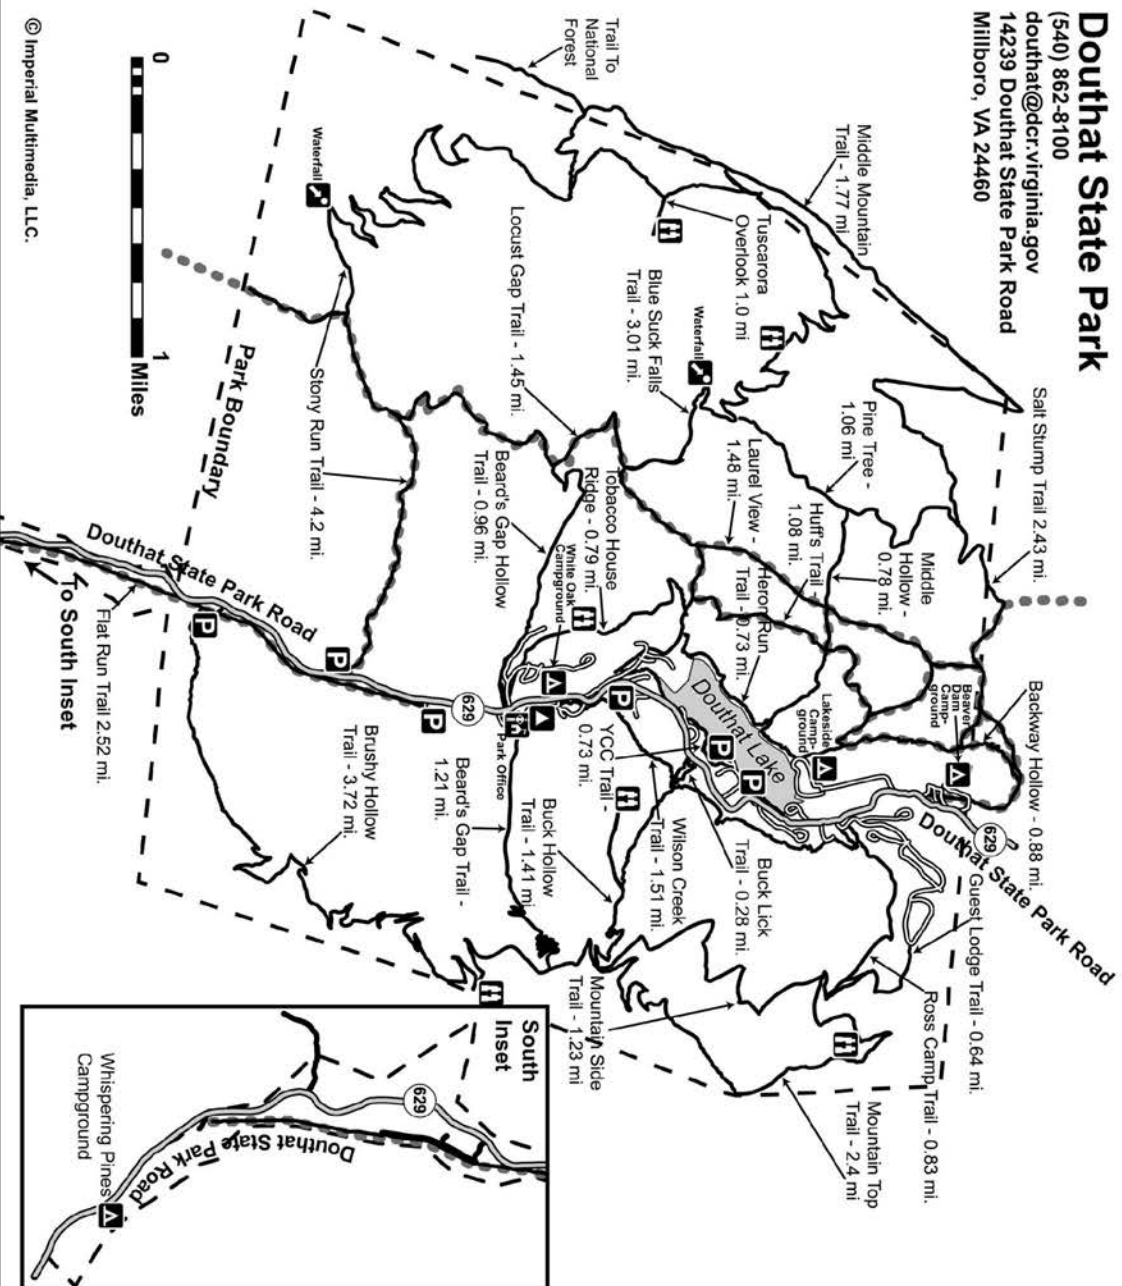 Douthat State Park
(540) 862-8100
douthat@dcr.virginia.gov
14239 Douthat State Park Road
Millboro, VA 24460
Salt Stump Trail 2.43 mi.
Backway Hollow - 0.88 mi.
629
Douthat State Park Road
Guest Lodge Trail - 0.64 mi.
Ross Camp Trail - 0.83 mi.
Middle Mountain
Trail - 1.77 mi
Pine Tree -
1.06 mi
Middle
Hollow -
0.78 mi.
Beaver
Dam
Camp-
ground
Mountain Top
Trail - 2.4 mi
Tuscarora
Overlook 1.0 mi
Huff's Trail -
1.08 mi.
Lakeside
Camp-
ground
Laurel View -
1.48 mi.
Heron Run
Trail - 0.73 mi.
Douthat Lake
P
P
Buck Lick
Trail - 0.28 mi.
Waterfall
Blue Suck Falls
Trail - 3.01 mi.
Wilson Creek
Trail - 1.51 mi.
Trail To
National
Forest
Tobacco House
Ridge - 0.79 mi.
P
YCC Trail -
0.73 mi.
Mountain Side
Trail - 1.23 mi
White Oak
Campground
Locust Gap Trail - 1.45 mi.
Buck Hollow
Trail - 1.41 mi.
Beard's Gap Hollow
Trail - 0.96 mi.
Park Office
629
Beard's Gap Trail -
1.21 mi.
P
Waterfall
Stony Run Trail - 4.2 mi.
P
Brushy Hollow
Trail - 3.72 mi.
Park Boundary
Douthat State Park Road
P
Flat Run Trail 2.52 mi.
To South Inset
0
1
Miles
© Imperial Multimedia, LLC.
South
Inset
629
Douthat State Park Road
Whispering Pines
Campground